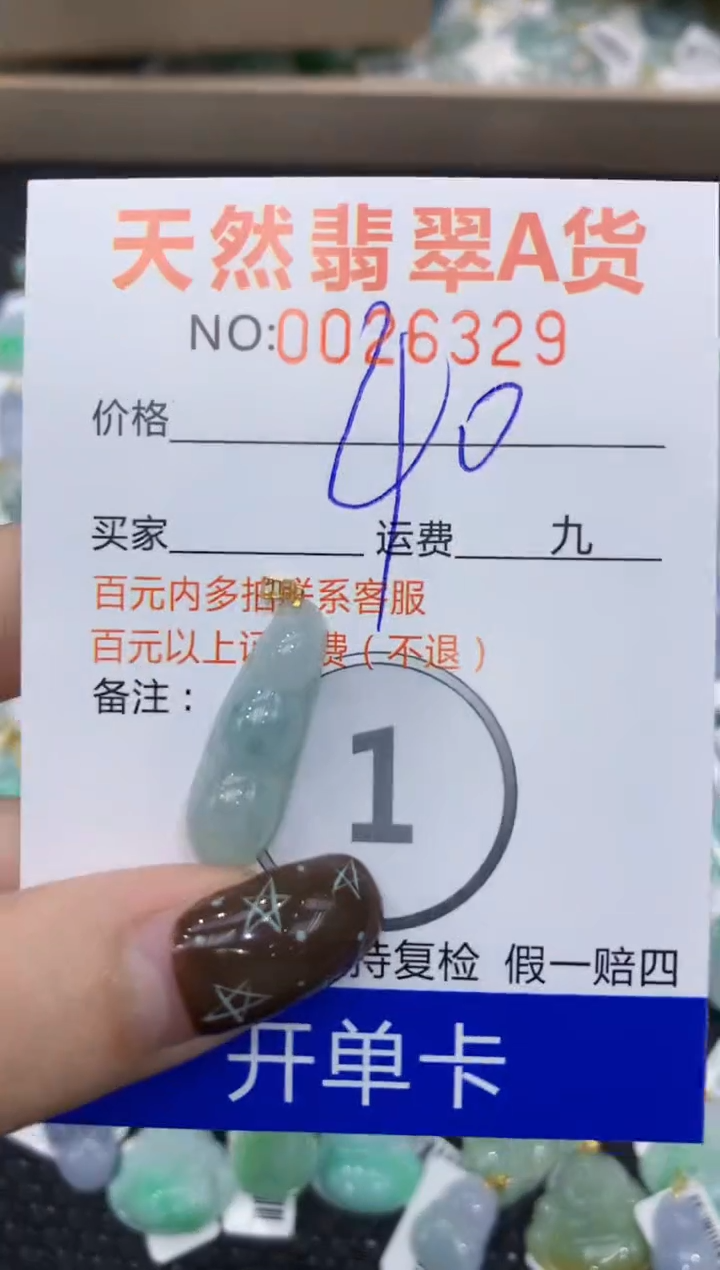 天然翡翠A货
NO:0026329
40
价格
买家 运费 九
百元内多拍联系客服
百元以上 费(不退)
备注:
1
持复检 假一赔四
开单卡